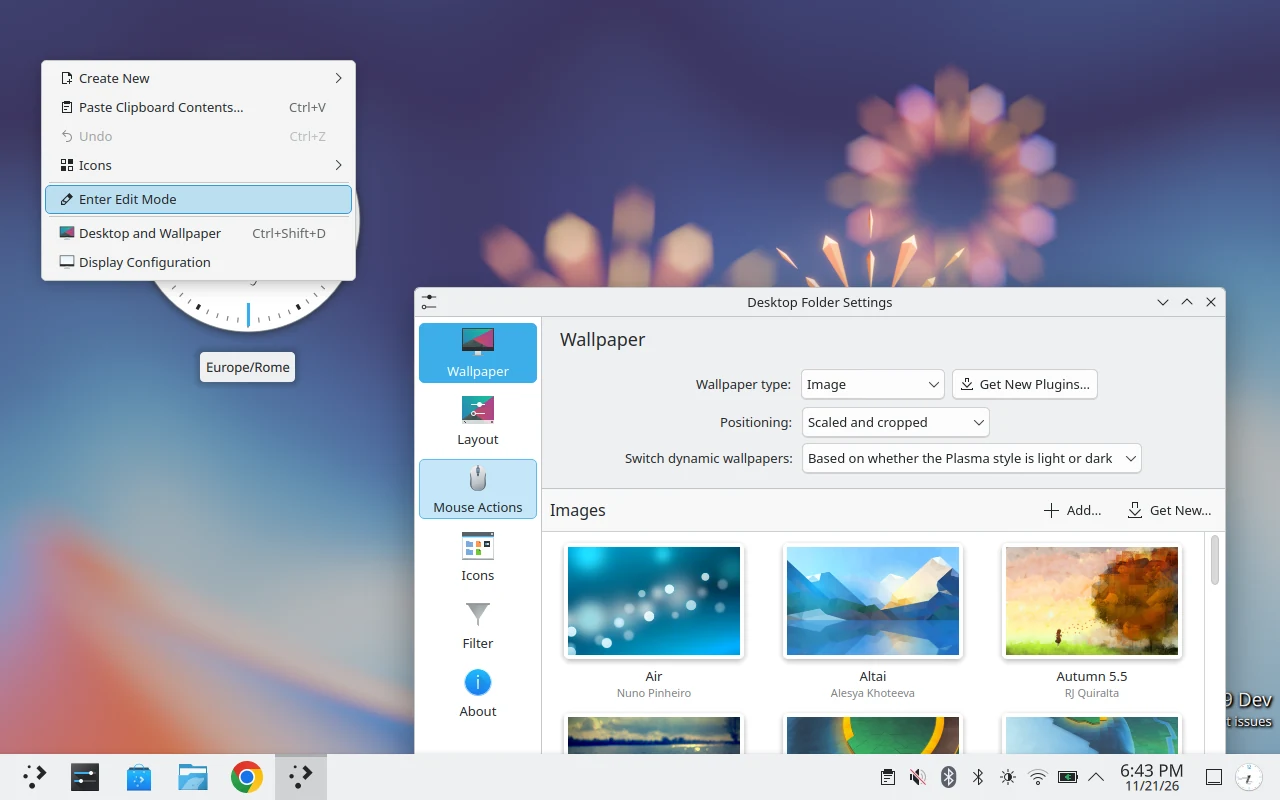 Create New
Paste Clipboard Contents... Ctrl+V
Undo Ctrl+Z
Icons
Enter Edit Mode
Desktop and Wallpaper Ctrl+Shift+D
Display Configuration
Europe/Rome
Desktop Folder Settings
Wallpaper
Layout
Mouse Actions
Icons
Filter
About
Wallpaper
Wallpaper type: Image Get New Plugins...
Positioning: Scaled and cropped
Switch dynamic wallpapers: Based on whether the Plasma style is light or dark
Images Add... Get New...
Air
Nuno Pinheiro
Altai
Alesya Khoteeva
Autumn 5.5
RJ Quiralta
Dev
issues
6:43 PM
11/21/26